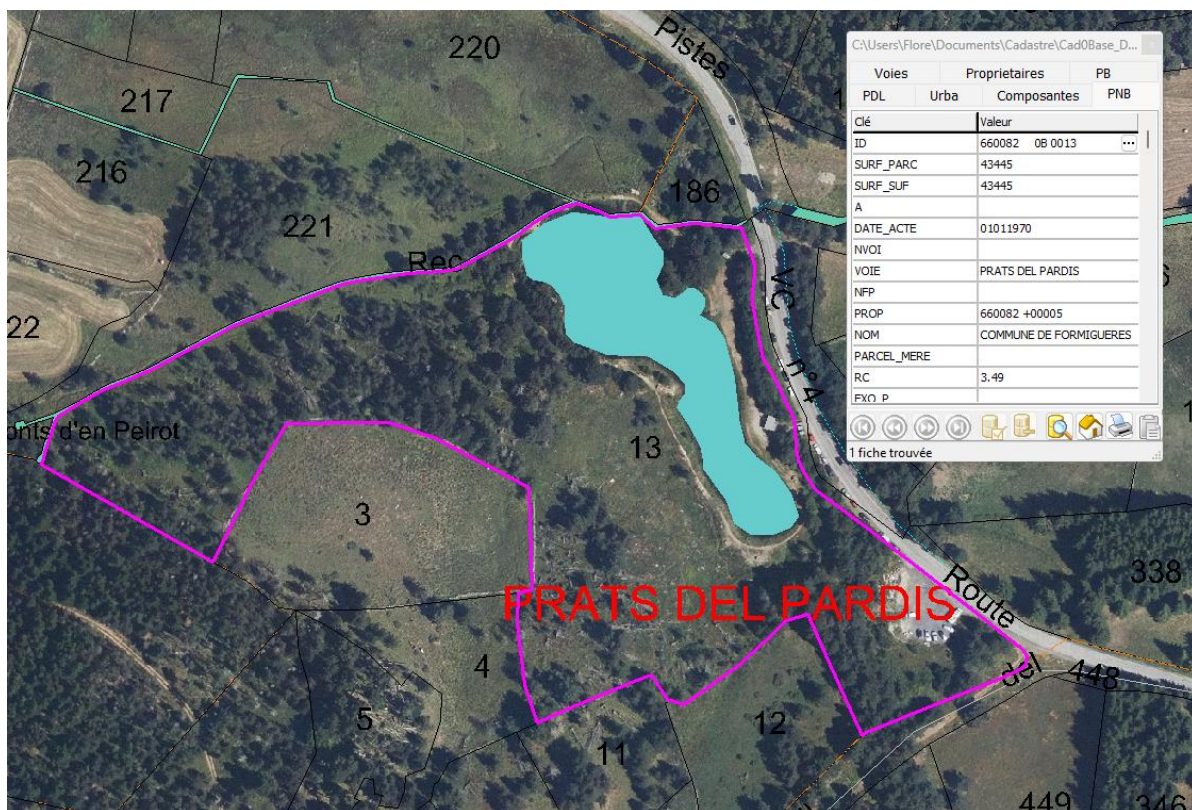 220
Pistes
217
216
221
186
Rec
22
VC n°4
onts d'en Peirot
13
3
PRATS DEL PARDIS
Route
338
4
448
5
12
11
449
346
C:\Users\Flore\Documents\Cadastre\Cad0Base_D...
Voies Proprietaires PB
PDL Urba Composantes PNB
Clé Valeur
ID 660082 0B 0013 ...
SURF_PARC 43445
SURF_SUF 43445
A
DATE_ACTE 01011970
NVOI
VOIE PRATS DEL PARDIS
NFP
PROP 660082 +00005
NOM COMMUNE DE FORMIGUERES
PARCEL_MERE
RC 3.49
EXO_P
1 fiche trouvée